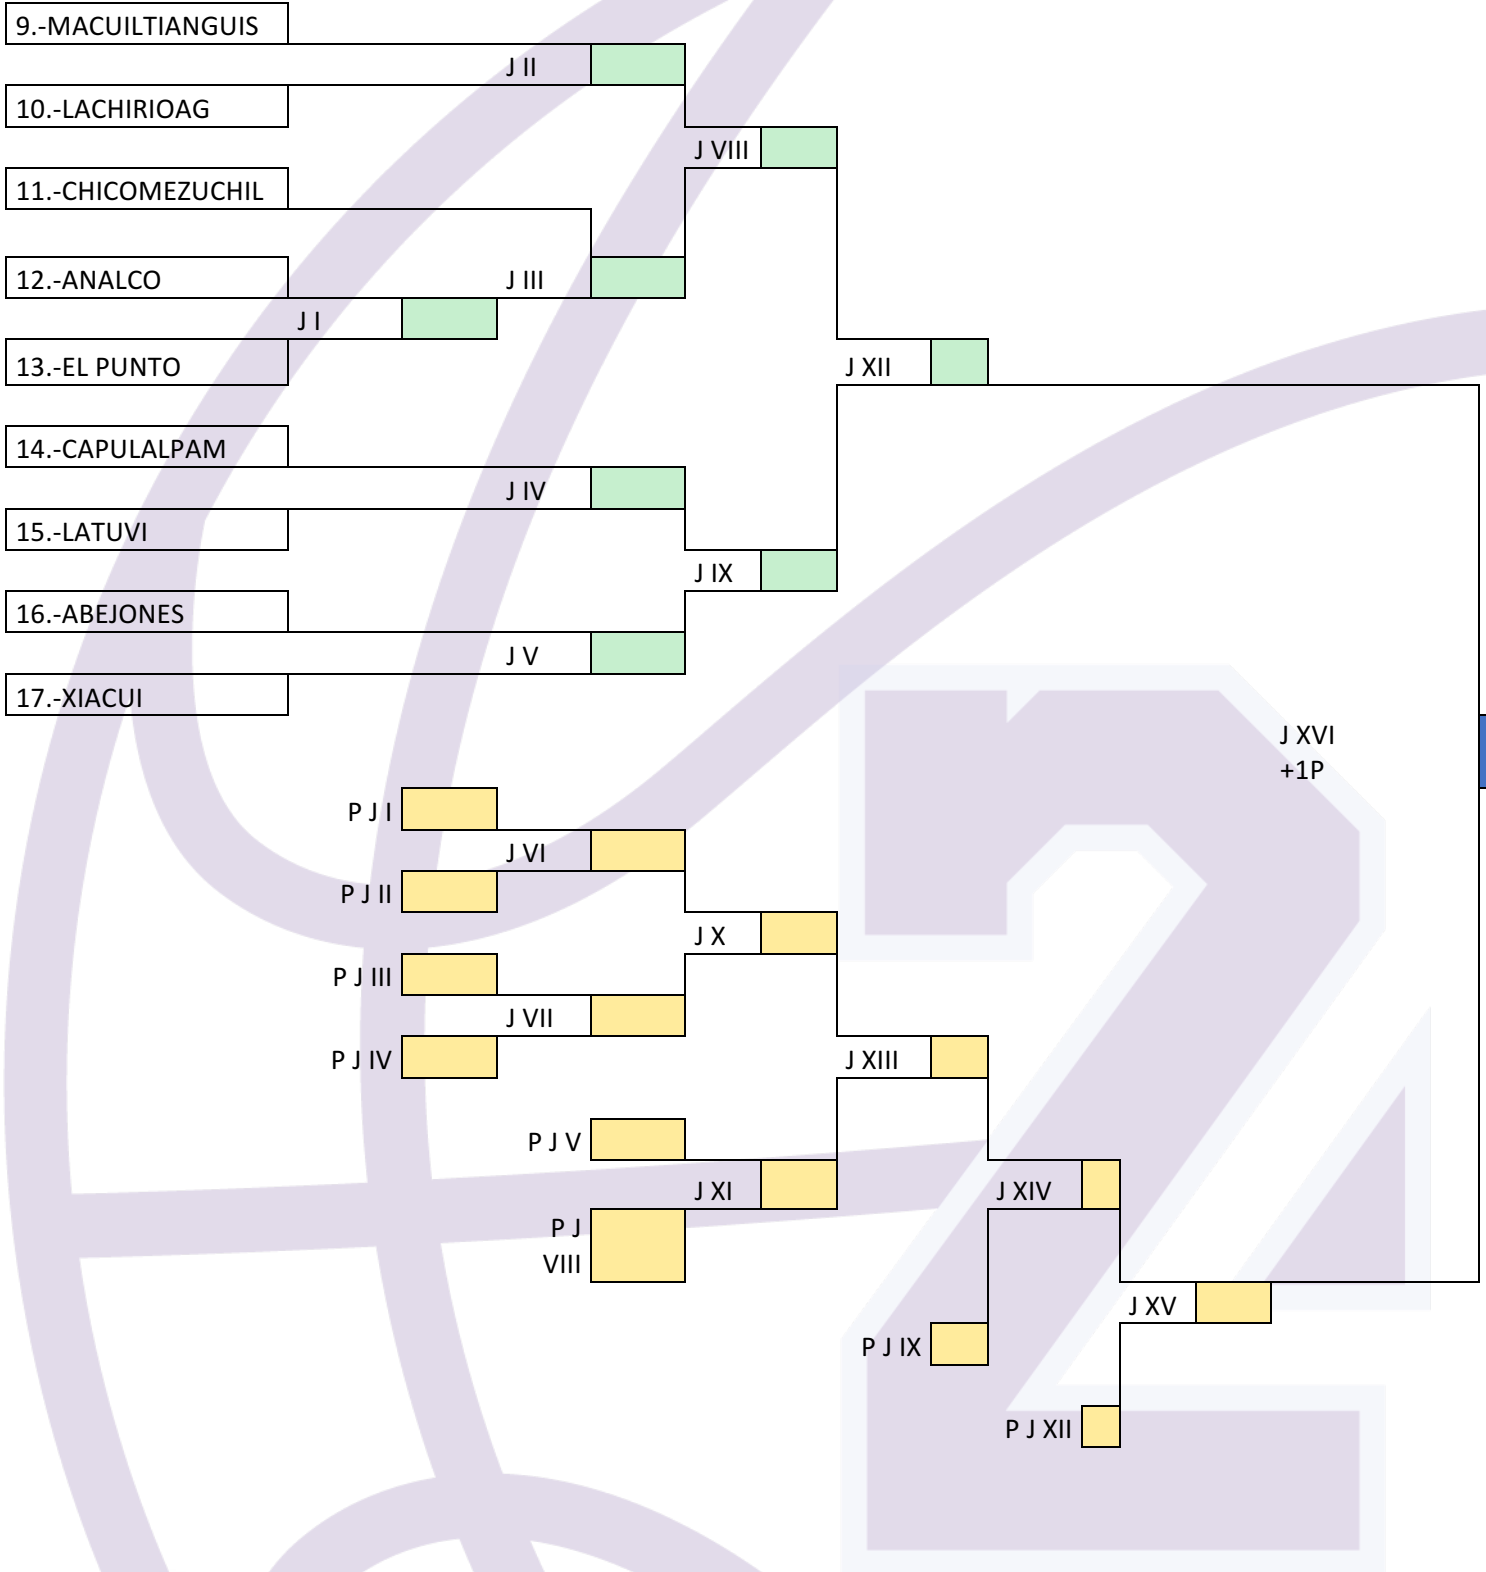 9.-MACUILTIANGUIS
J II
10.-LACHIRIOAG
J VIII
11.-CHICOMEZUCHIL
12.-ANALCO
J III
J I
13.-EL PUNTO
J XII
14.-CAPULALPAM
J IV
15.-LATUVI
J IX
16.-ABEJONES
J V
17.-XIACUI
J XVI
+1P
P J I
J VI
P J II
J X
P J III
J VII
P J IV
J XIII
P J V
J XI
J XIV
P J
VIII
J XV
P J IX
P J XII
2